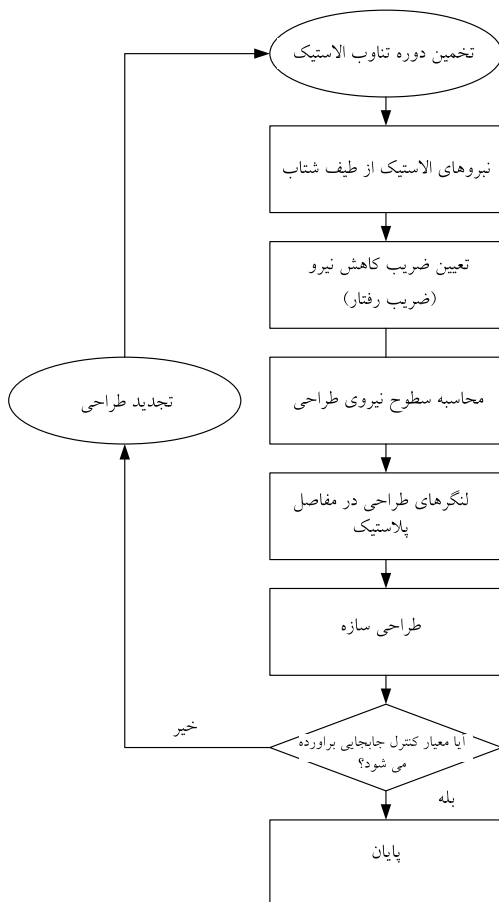 تخمین دوره تناوب الاستیک
نیروهای الاستیک از طیف شتاب
تعیین ضریب کاهش نیرو
(ضریب رفتار)
محاسبه سطوح نیروی طراحی
تجدید طراحی
لنگرهای طراحی در مفاصل
پلاستیک
طراحی سازه
خیر
آیا معیار کنترل جابجایی براورده
می شود؟
بله
پایان